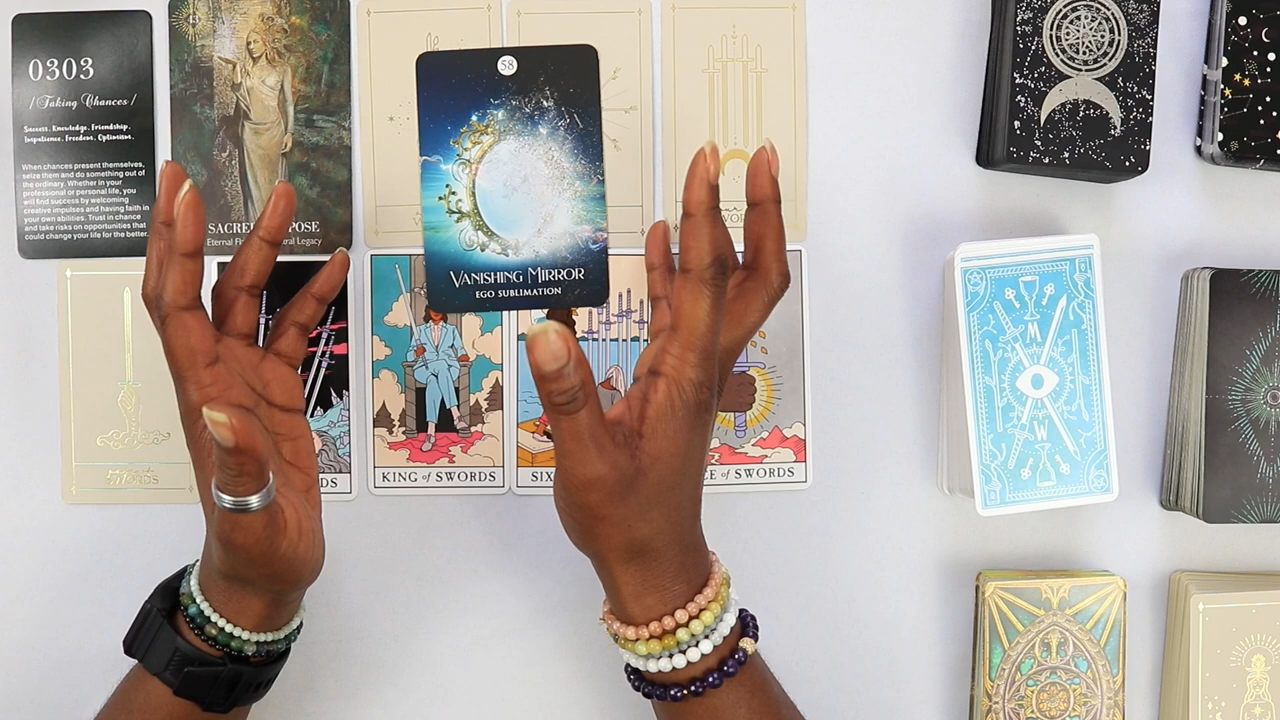 0303
/Taking Chances/
Success. Knowledge. Friendship.
Impatience. Freedom. Optimism.
When chances present themselves,
seize them and do something out of
the ordinary. Whether in your
professional or personal life, you
will find success by welcoming
creative impulses and having faith in
your own abilities. Trust in chance
and take risks on opportunities that
could change your life for the better.
43
SACRED
POSE
Eternal
Legacy
58
VANISHING MIRROR
EGO SUBLIMATION
SWORDS
KING of SWORDS
SIX
of SWORDS
M
W